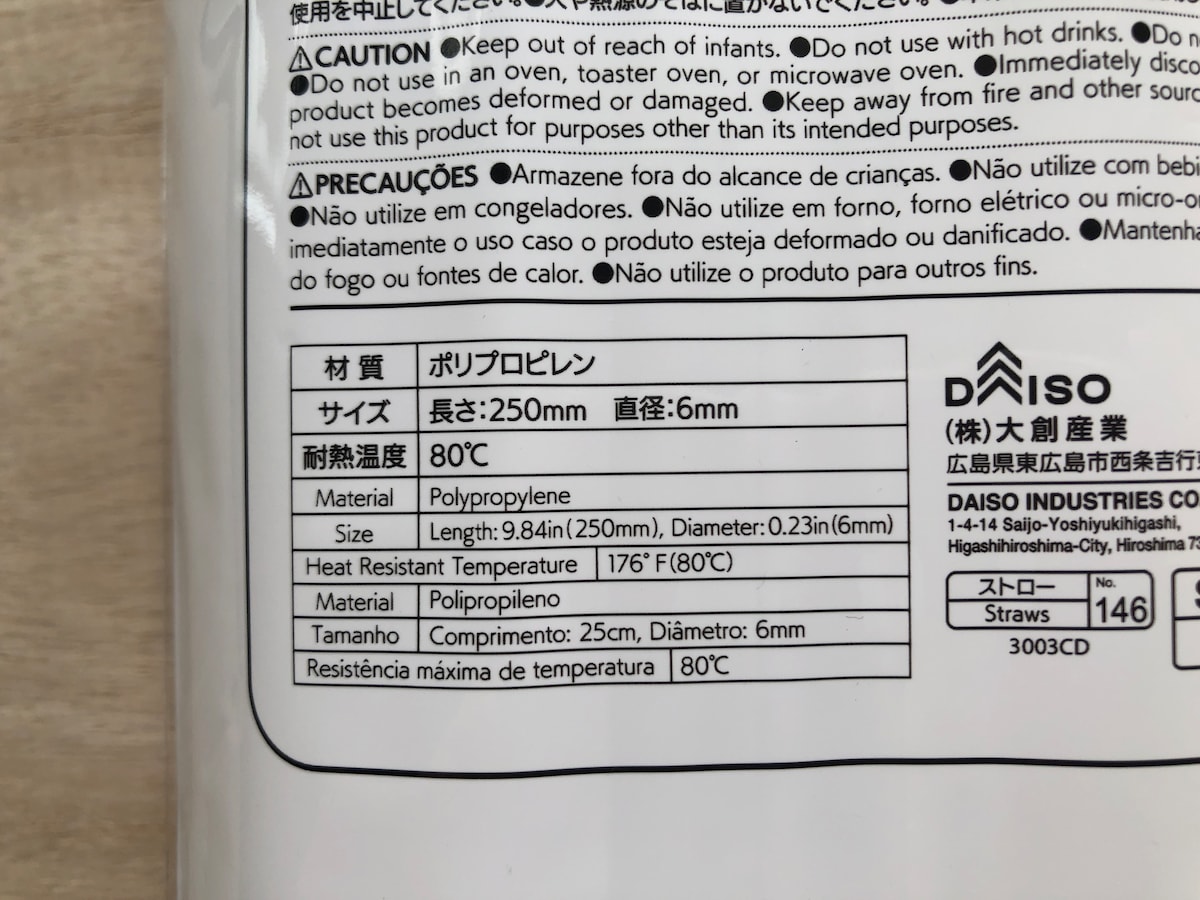 使用を中止してください。●火や熱源のそばに置かないでください。●
⚠CAUTION ●Keep out of reach of infants. ●Do not use with hot drinks. ●Do n
●Do not use in an oven, toaster oven, or microwave oven. ●Immediately disco
product becomes deformed or damaged. ●Keep away from fire and other sourc
not use this product for purposes other than its intended purposes.
⚠PRECAUÇÕES ●Armazene fora do alcance de crianças. ●Não utilize com bebi
●Não utilize em congeladores. ●Não utilize em forno, forno elétrico ou micro-o
imediatamente o uso caso o produto esteja deformado ou danificado. ●Mantenha
do fogo ou fontes de calor. ●Não utilize o produto para outros fins.
材質 ポリプロピレン
サイズ 長さ:250mm 直径:6mm
耐熱温度 80℃
Material Polypropylene
Size Length: 9.84in(250mm), Diameter: 0.23in(6mm)
Heat Resistant Temperature 176°F(80℃)
Material Polipropileno
Tamanho Comprimento: 25cm, Diâmetro: 6mm
Resistência máxima de temperatura 80℃
DAISO
(株)大創産業
広島県東広島市西条吉行
DAISO INDUSTRIES CO
1-4-14 Saijo-Yoshiyukihigashi,
Higashihiroshima-City, Hiroshima 73
ストロー
Straws
No.
146
3003CD